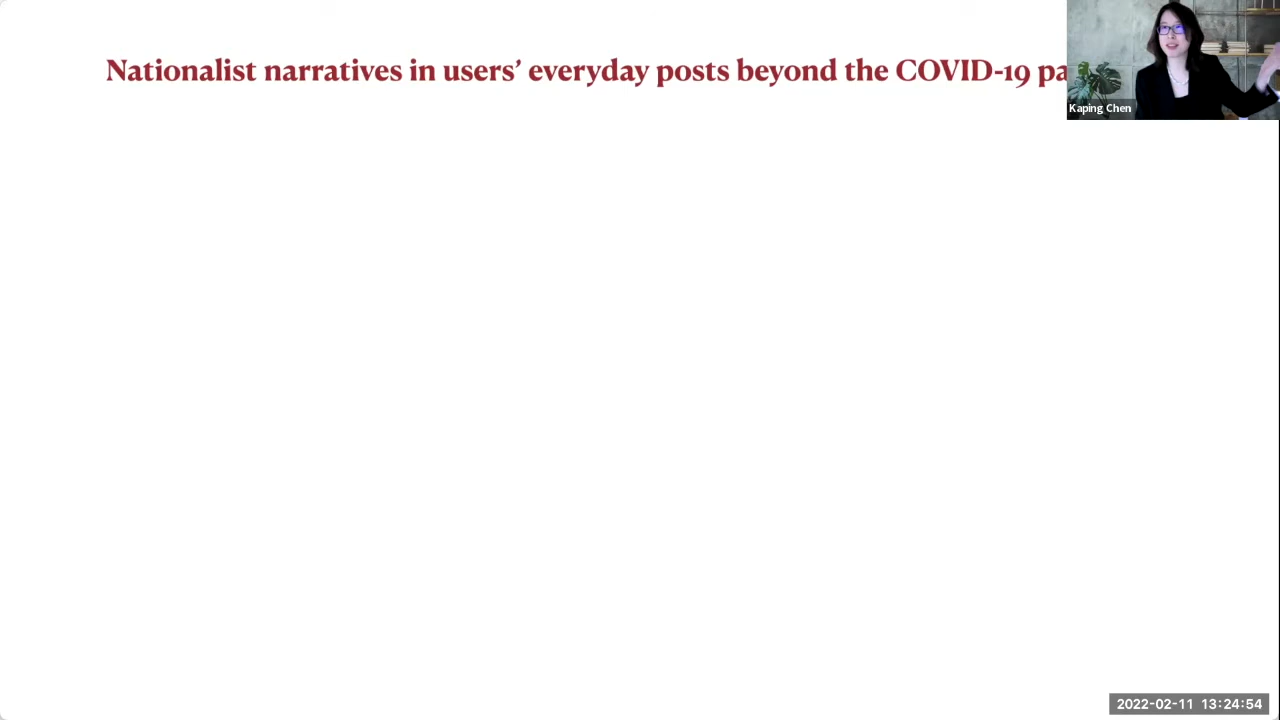 Nationalist narratives in users’ everyday posts beyond the COVID-19 pa
Kaping Chen
2022-02-11 13:24:54